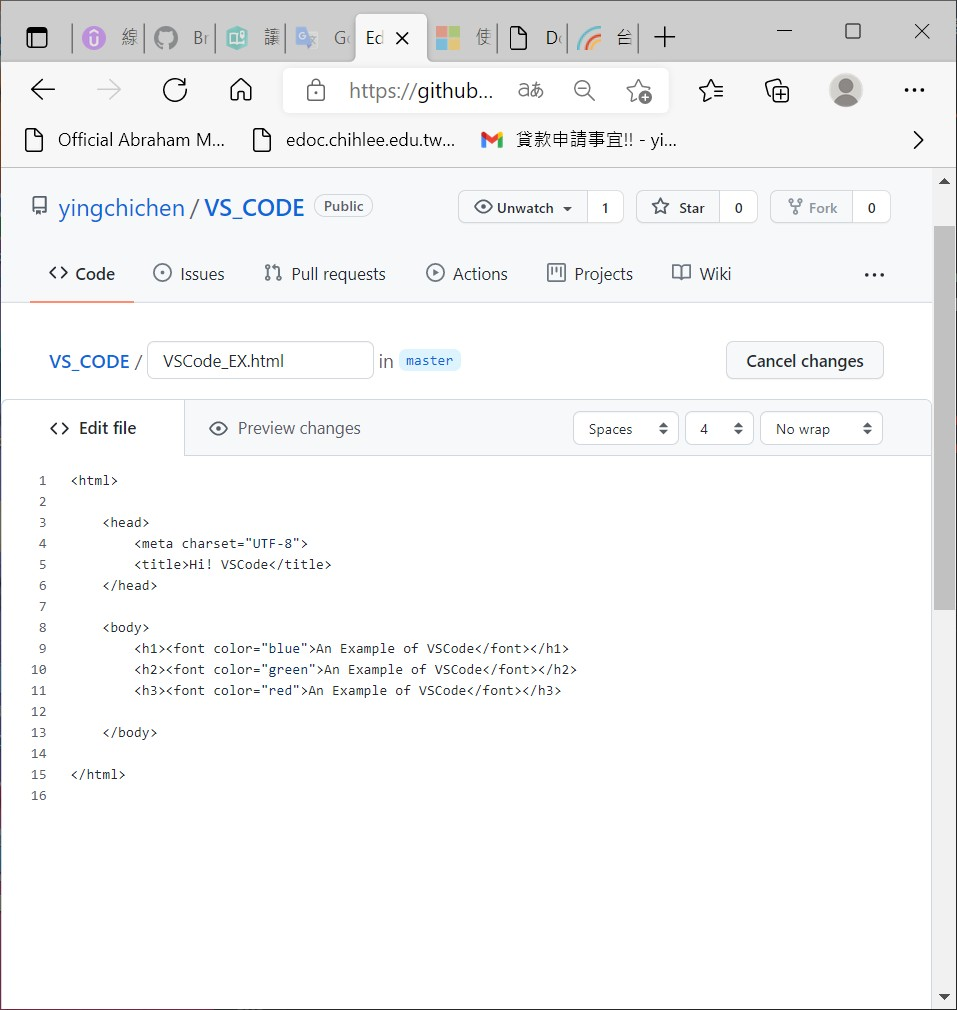 線 Br 讓 Ed 使 台
https://github... aあ
Official Abraham M... edoc.chihlee.edu.tw... 貸款申請事宜!! - yi...
yingchichen / VS_CODE Public Unwatch 1 Star 0 Fork 0
Code Issues Pull requests Actions Projects Wiki ...
VS_CODE / VSCode_EX.html in master Cancel changes
<> Edit file Preview changes Spaces 4 No wrap
1 <html>
2
3     <head>
4         <meta charset="UTF-8">
5         <title>Hi! VSCode</title>
6     </head>
7
8     <body>
9         <h1><font color="blue">An Example of VSCode</font></h1>
10         <h2><font color="green">An Example of VSCode</font></h2>
11         <h3><font color="red">An Example of VSCode</font></h3>
12
13     </body>
14
15 </html>
16